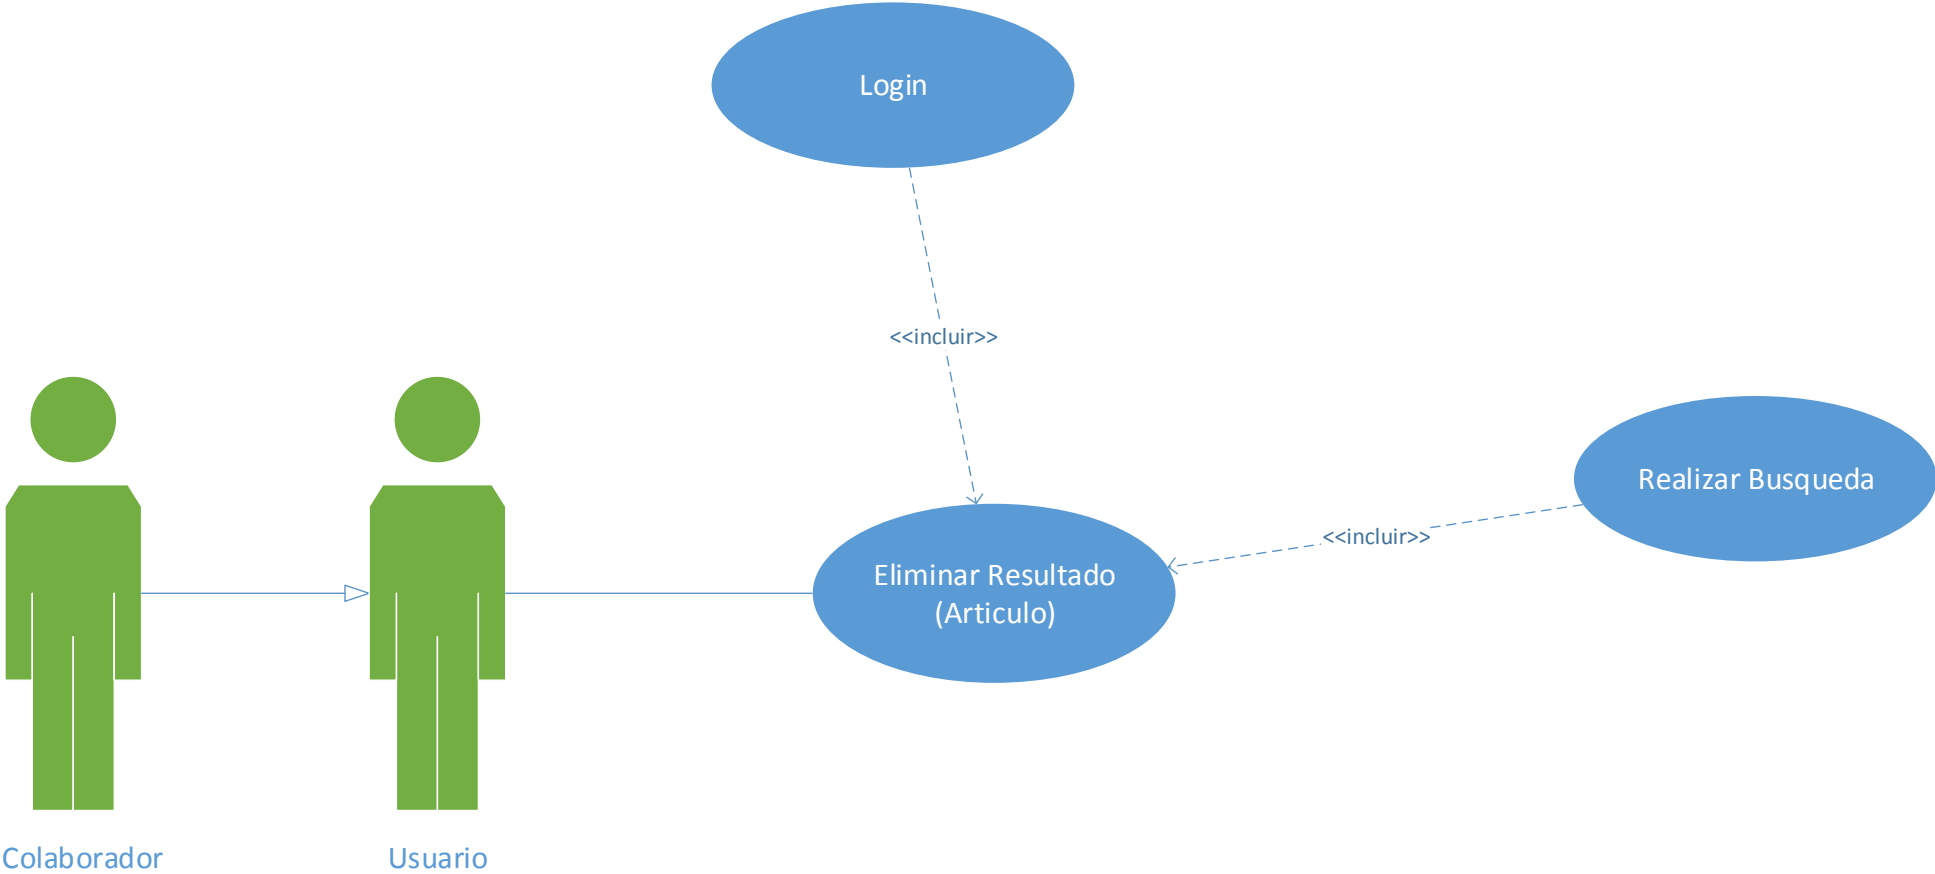 Login
<<incluir>>
Realizar Busqueda
<<incluir>>
Eliminar Resultado
(Articulo)
Colaborador
Usuario